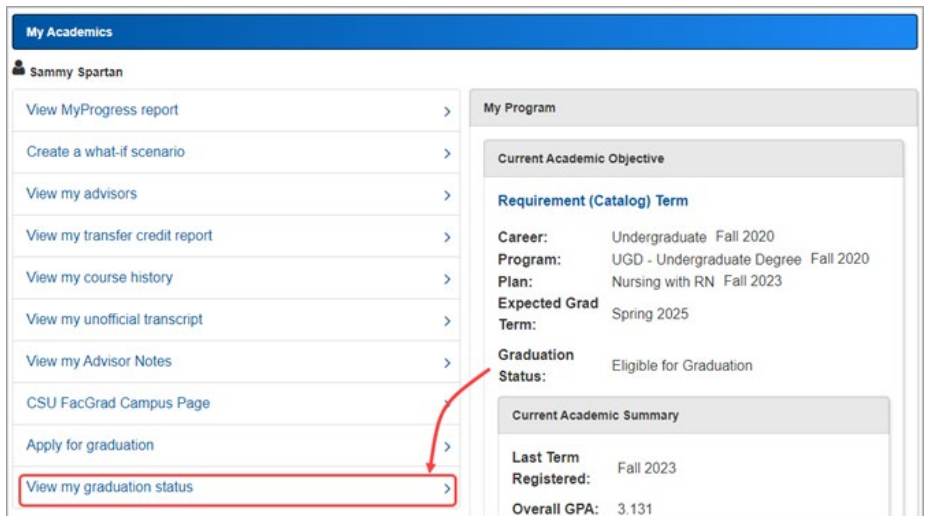 My Academics
Sammy Spartan
View MyProgress report
Create a what-if scenario
View my advisors
View my transfer credit report
View my course history
View my unofficial transcript
View my Advisor Notes
CSU FacGrad Campus Page
Apply for graduation
View my graduation status
My Program
Current Academic Objective
Requirement (Catalog) Term
Career: Undergraduate Fall 2020
Program: UGD - Undergraduate Degree Fall 2020
Plan: Nursing with RN Fall 2023
Expected Grad
Term: Spring 2025
Graduation
Status: Eligible for Graduation
Current Academic Summary
Last Term
Registered: Fall 2023
Overall GPA: 3.131